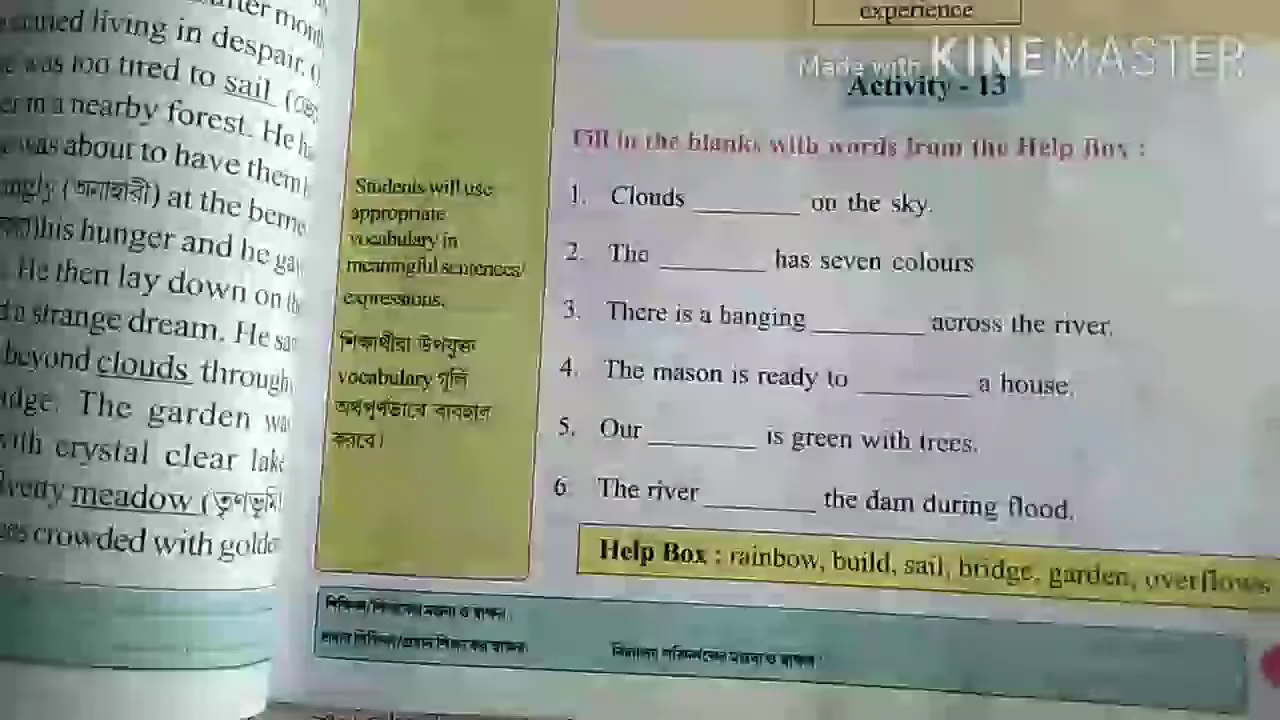 after month
living in despair.
was too tired to sail
er in a nearby forest. He
was about to have them
(অনাহারী) at the
his hunger and he
He then lay down on
a strange dream. He
beyond clouds through
The garden
with crystal clear
meadow (তৃণভূমি
crowded with
Students will use
appropriate
vocabulary in
meaningful sentences/
expressions.
শিক্ষার্থীরা উপযুক্ত
vocabulary গুলি
অর্থপূর্ণভাবে ব্যবহার
করবে।
experience
Made with KINEMASTER
Activity - 13
Fill in the blanks with words from the Help Box :
1. Clouds ________ on the sky.
2. The ________ has seven colours
3. There is a hanging ________ across the river.
4. The mason is ready to ________ a house.
5. Our ________ is green with trees.
6 The river ________ the dam during flood.
Help Box : rainbow, build, sail, bridge, garden, overflows